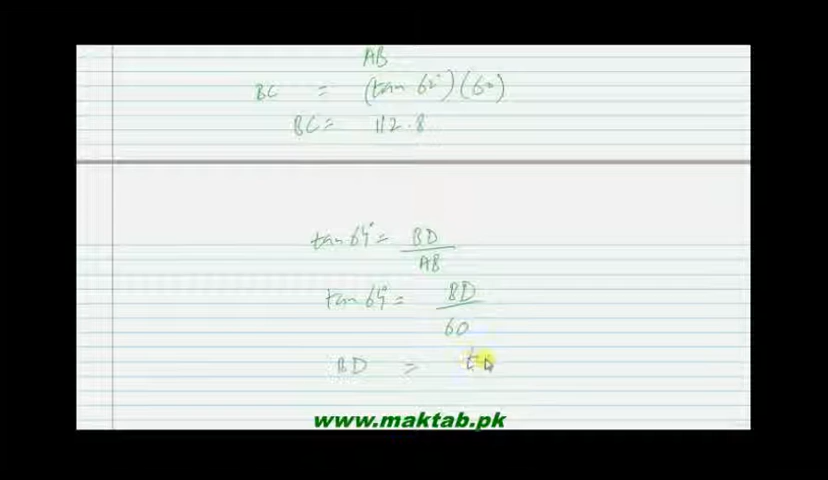 AB
BC = (tan 62°)(60)
BC = 112.8
tan 64° = BD
AB
tan 64° = BD
60
BD = ta
www.maktab.pk